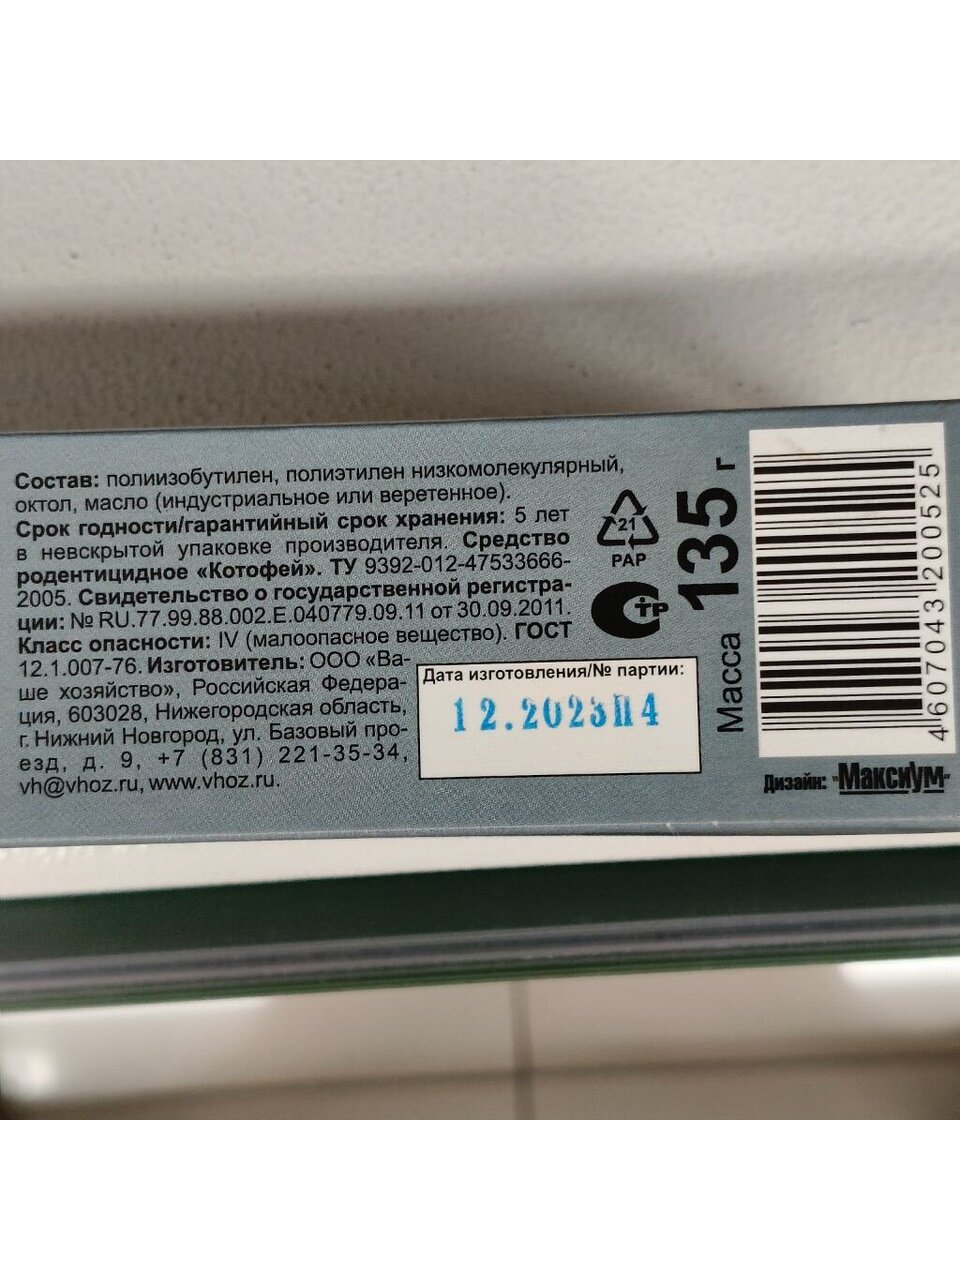 Состав: полиизобутилен, полиэтилен низкомолекулярный,
октол, масло (индустриальное или веретенное).
Срок годности/гарантийный срок хранения: 5 лет
в невскрытой упаковке производителя. Средство
родентицидное «Котофей». ТУ 9392-012-47533666-
2005. Свидетельство о государственной регистра-
ции: № RU.77.99.88.002.Е.040779.09.11 от 30.09.2011.
Класс опасности: IV (малоопасное вещество). ГОСТ
12.1.007-76. Изготовитель: ООО «Ва-
ше хозяйство», Российская Федера-
ция, 603028, Нижегородская область,
г. Нижний Новгород, ул. Базовый про-
езд, д. 9, +7 (831) 221-35-34,
vh@vhoz.ru, www.vhoz.ru.
Дата изготовления/№ партии:
12.2023П4
21
PAP
СТР
Масса 135 г
4 607043 200525
Дизайн: "Максиум"